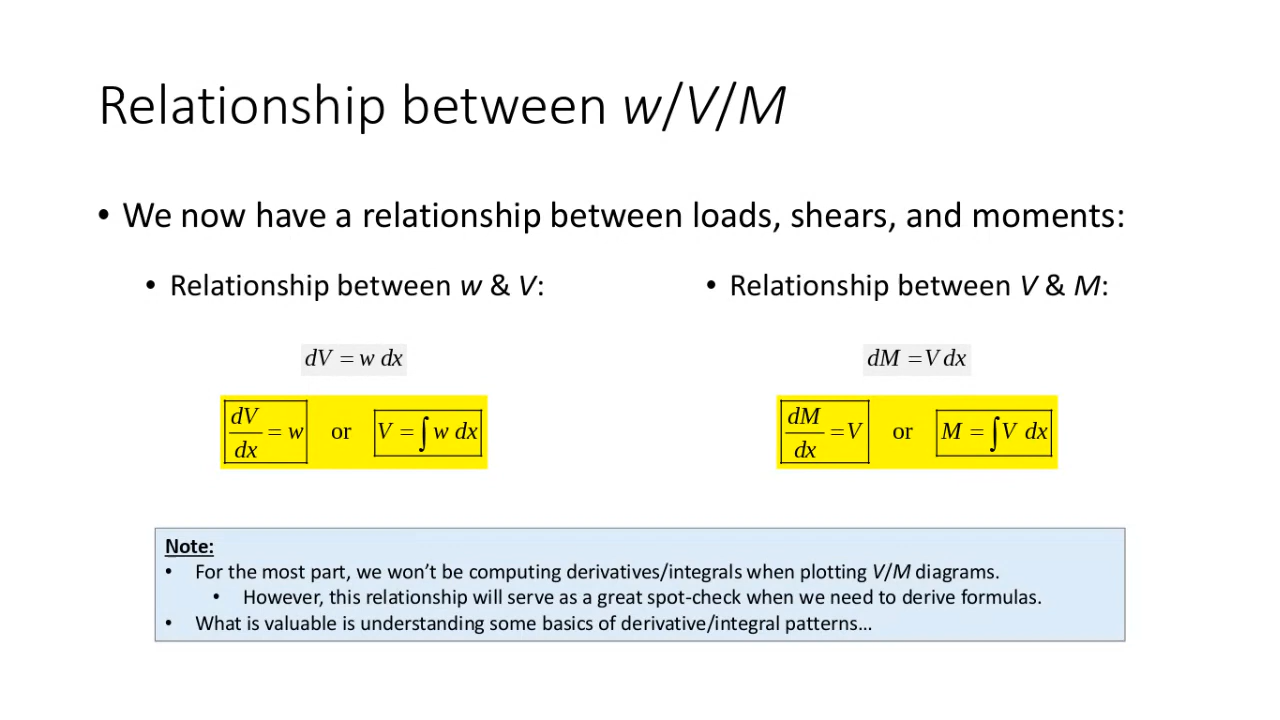 Relationship between w/V/M
• We now have a relationship between loads, shears, and moments:
• Relationship between w & V:
dV = w dx
dV/dx = w or V = ∫ w dx
• Relationship between V & M:
dM = V dx
dM/dx = V or M = ∫ V dx
Note:
• For the most part, we won’t be computing derivatives/integrals when plotting V/M diagrams.
• However, this relationship will serve as a great spot-check when we need to derive formulas.
• What is valuable is understanding some basics of derivative/integral patterns…